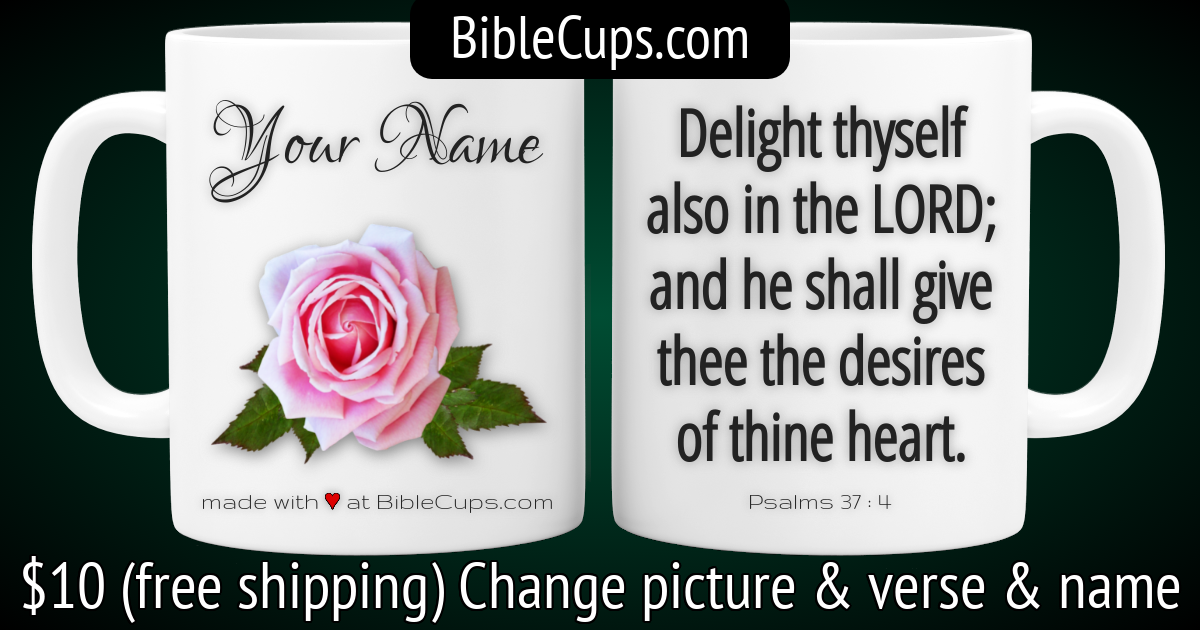 BibleCups.com
Your Name
made with ♥ at BibleCups.com
Delight thyself
also in the LORD;
and he shall give
thee the desires
of thine heart.
Psalms 37 : 4
$10 (free shipping) Change picture & verse & name